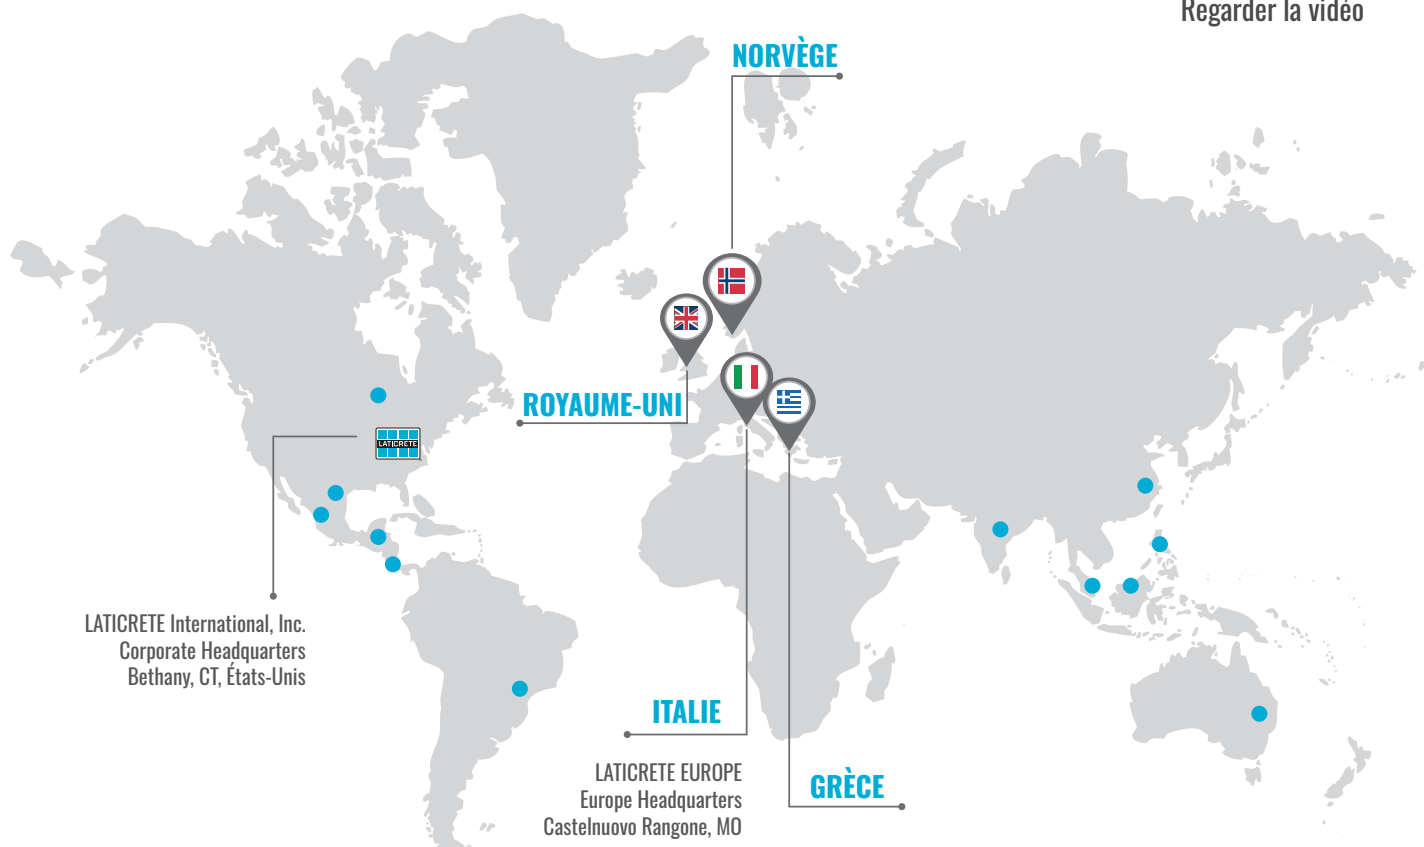 Regarder la vidéo
NORVÈGE
ROYAUME-UNI
LATICRETE
LATICRETE International, Inc.
Corporate Headquarters
Bethany, CT, États-Unis
ITALIE
LATICRETE EUROPE
Europe Headquarters
Castelnuovo Rangone, MO
GRÈCE